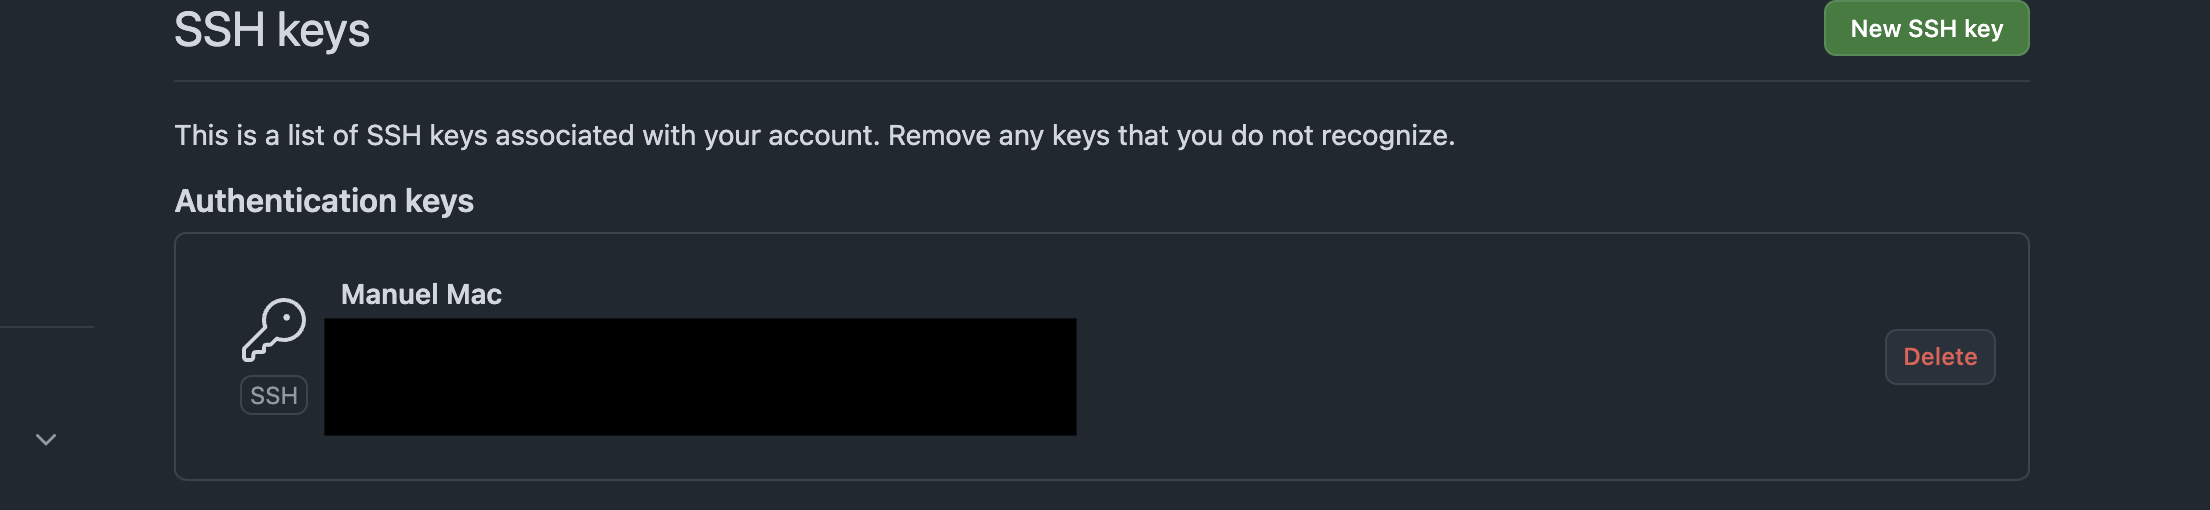 SSH keys
New SSH key
This is a list of SSH keys associated with your account. Remove any keys that you do not recognize.
Authentication keys
Manuel Mac
SSH
Delete